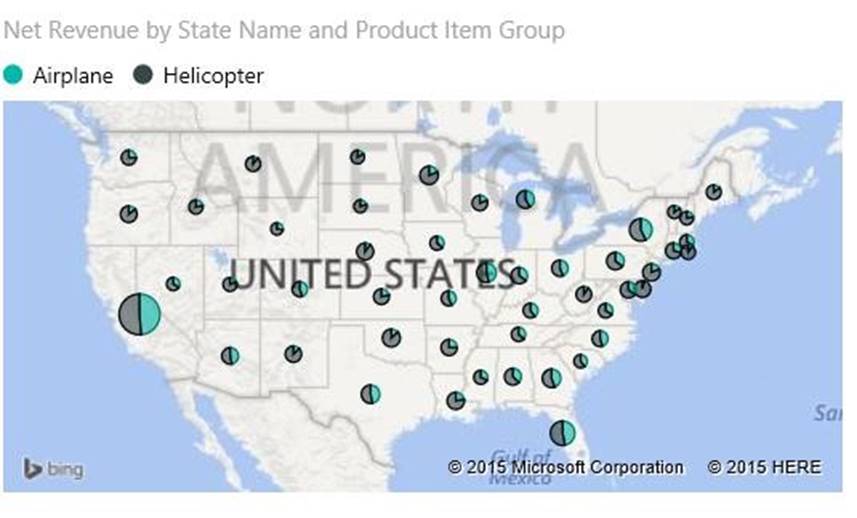 Net Revenue by State Name and Product Item Group
Airplane Helicopter
NORTH
AMERICA
UNITED STATES
Gulf of
Mexico
bing
© 2015 Microsoft Corporation © 2015 HERE